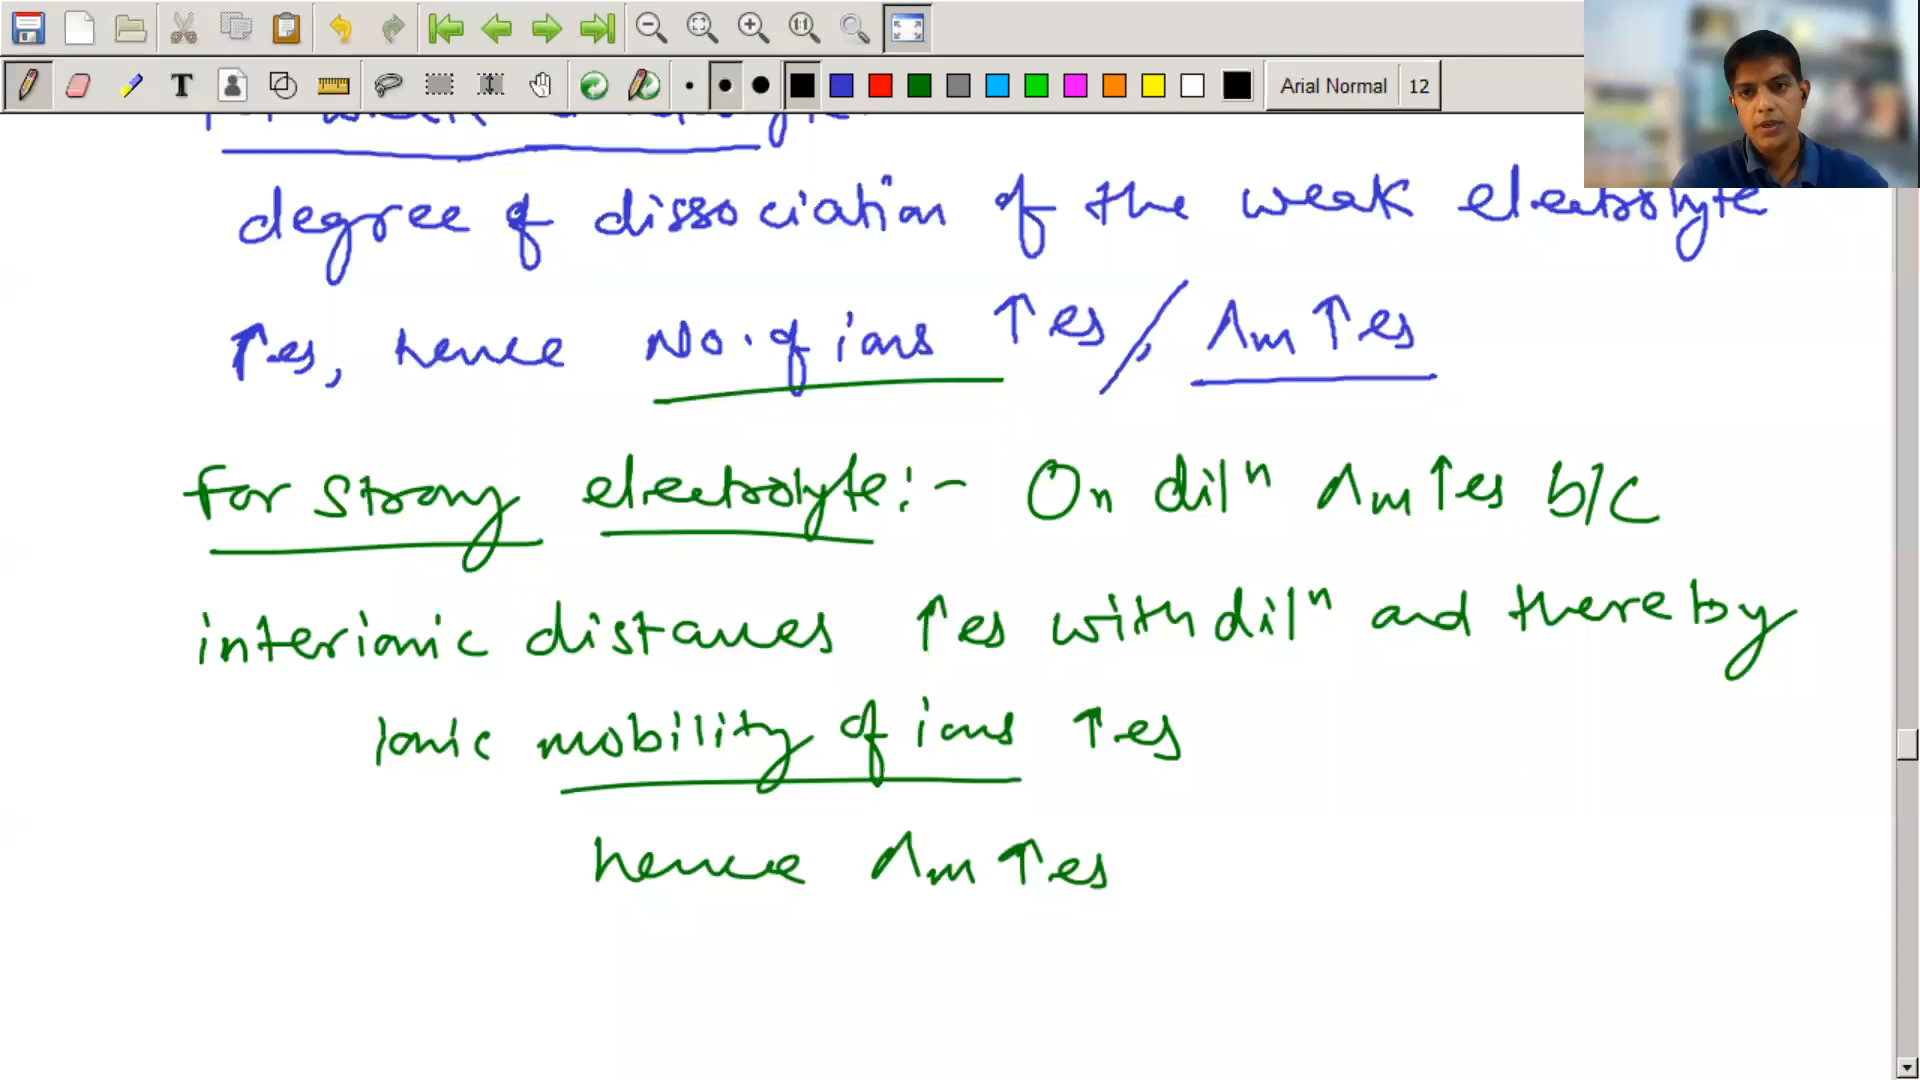 Arial Normal 12
degree of dissociation of the weak electrolyte
↑es, hence No. of ions ↑es, / Λm ↑es
for strong electrolyte:- On dilⁿ Λm ↑es b/c
interionic distances ↑es with dilⁿ and thereby
ionic mobility of ions ↑es
hence Λm ↑es